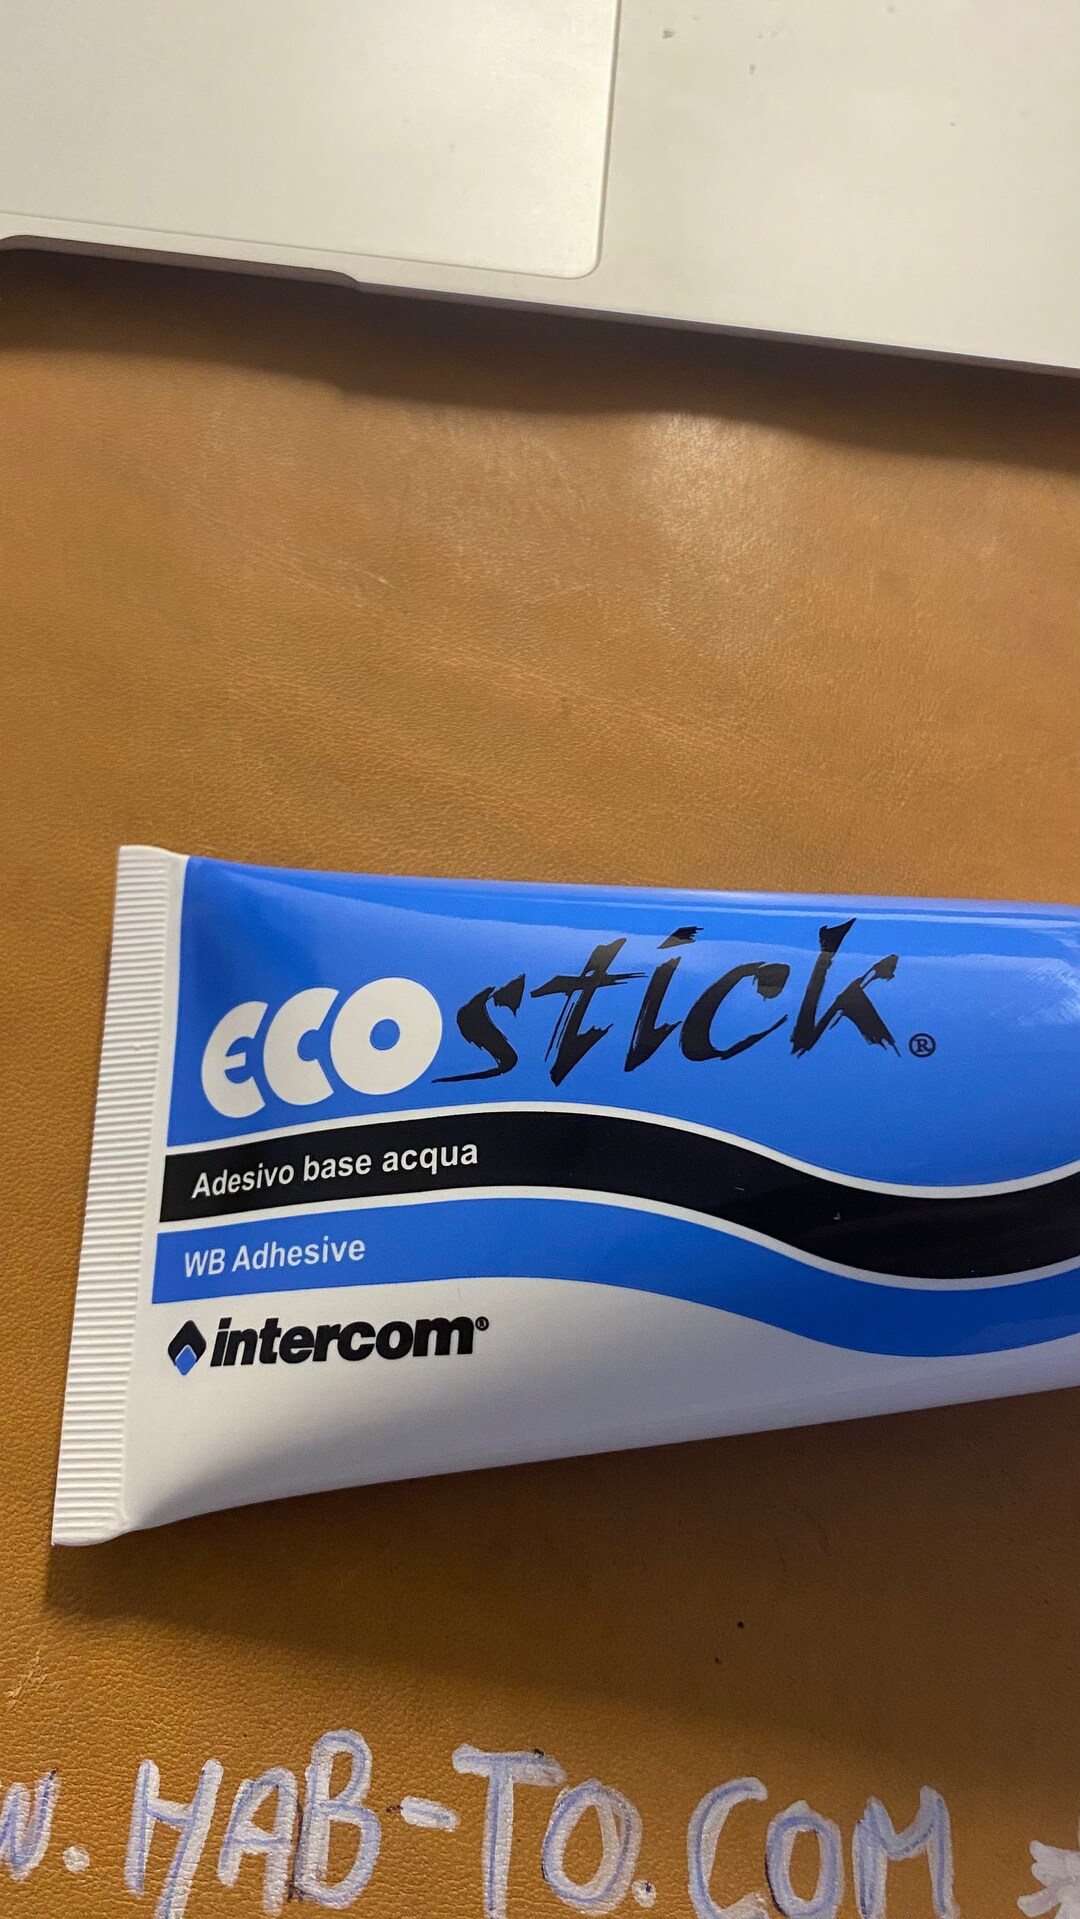 ECOstick®
Adesivo base acqua
WB Adhesive
intercom®
W.HAB-TO.COM